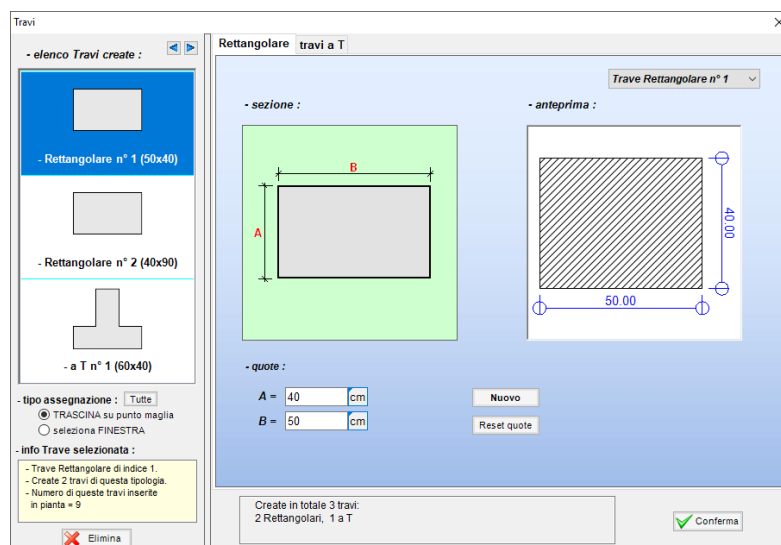 Travi
- elenco Travi create :
- Rettangolare n° 1 (50x40)
- Rettangolare n° 2 (40x90)
- a T n° 1 (60x40)
- tipo assegnazione : Tutte
TRASCINA su punto maglia
seleziona FINESTRA
- info Trave selezionata :
- Trave Rettangolare di indice 1.
- Create 2 travi di questa tipologia.
- Numero di queste travi inserite
in pianta = 9
Elimina
Rettangolare travi a T
Trave Rettangolare n° 1
- sezione :
B
A
- anteprima :
40.00
50.00
- quote :
A = 40 cm
B = 50 cm
Nuovo
Reset quote
Create in totale 3 travi:
2 Rettangolari, 1 a T
Conferma